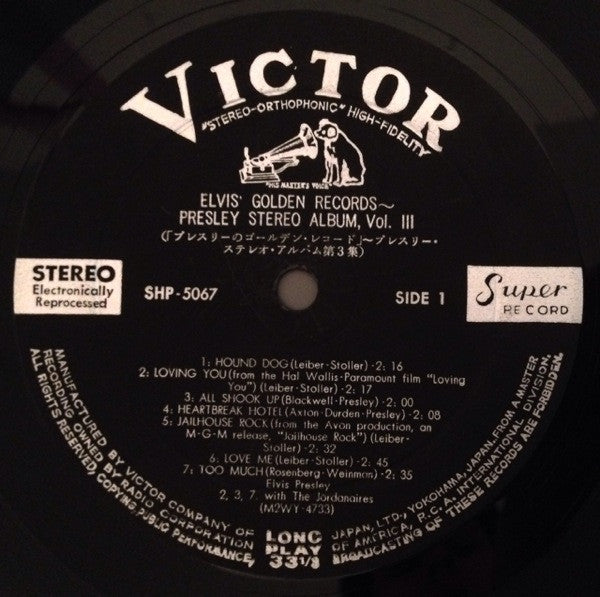 VICTOR
"STEREO-ORTHOPHONIC" HIGH-FIDELITY
"HIS MASTER'S VOICE"
ELVIS' GOLDEN RECORDS～
PRESLEY STEREO ALBUM, Vol. III
(「プレスリーのゴールデン・レコード」～プレスリー・
ステレオ・アルバム第3集)
STEREO
Electronically
Reprocessed
SHP-5067
SIDE 1
Super
RECORD
1: HOUND DOG (Leiber-Stoller)·2: 16
2: LOVING YOU (from the Hal Wallis-Paramount film "Loving
You") (Leiber-Stoller)·2: 17
3: ALL SHOOK UP (Blackwell-Presley)·2: 00
4: HEARTBREAK HOTEL (Axton-Durden-Presley)·2: 08
5: JAILHOUSE ROCK (from the Avon production, an
M-G-M release, "Jailhouse Rock") (Leiber-
Stoller)·2: 32
6: LOVE ME (Leiber-Stoller)·2: 45
7: TOO MUCH (Rosenberg-Weinman)·2: 35
Elvis Presley
2, 3, 7. with The Jordanaires
(M2WY-4733)
LONG
PLAY
33 1/3
MANUFACTURED BY VICTOR COMPANY OF JAPAN, LTD., YOKOHAMA, JAPAN, FROM A MASTER
RECORDING OWNED BY RADIO CORPORATION OF AMERICA, R.C.A. INTERNATIONAL DIVISION.
ALL RIGHTS RESERVED, COPYING, PUBLIC PERFORMANCE, BROADCASTING OF THESE RECORDS ARE FORBIDDEN.